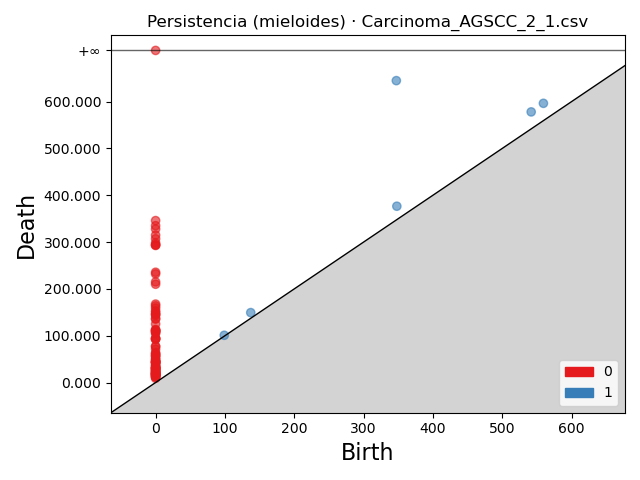 Persistencia (mieloides) · Carcinoma_AGSCC_2_1.csv
+∞
600.000
500.000
400.000
300.000
200.000
100.000
0.000
Death
0
1
0 100 200 300 400 500 600
Birth